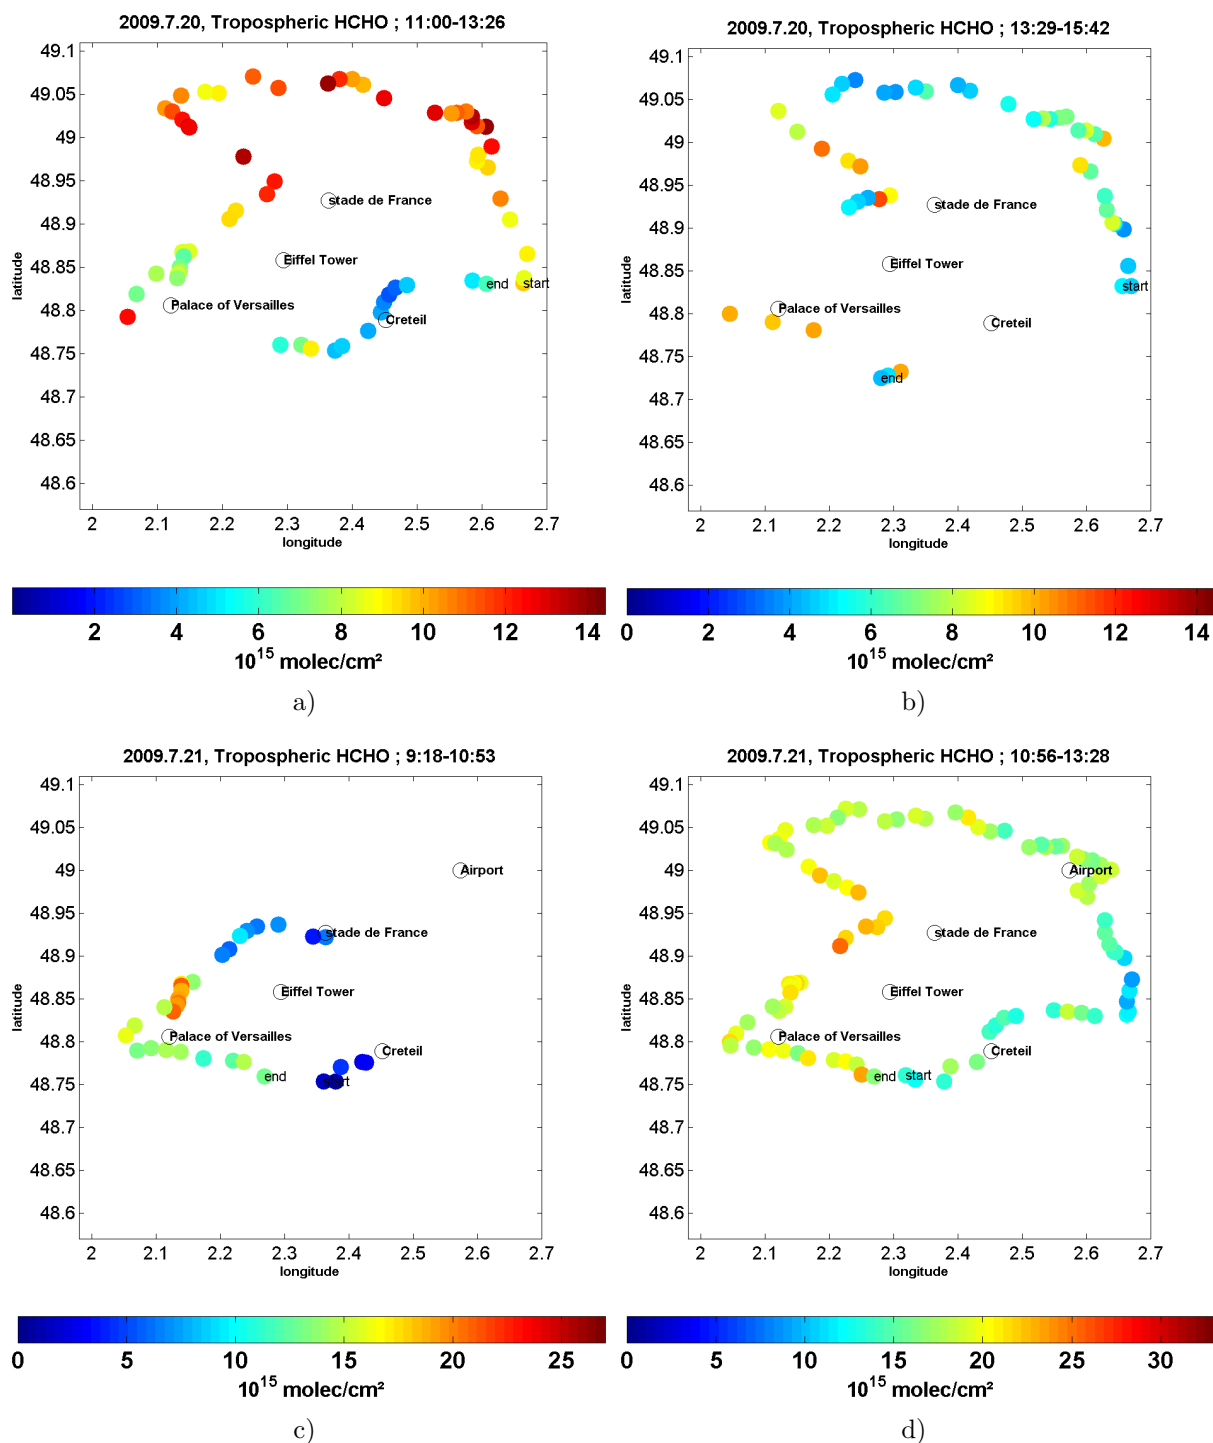 2009.7.20, Tropospheric HCHO ; 11:00-13:26
49.1
49.05
49
48.95
48.9
48.85
48.8
48.75
48.7
48.65
48.6
latitude
stade de France
Eiffel Tower
Palace of Versailles
Creteil
end
start
2 2.1 2.2 2.3 2.4 2.5 2.6 2.7
longitude
2 4 6 8 10 12 14
10¹⁵ molec/cm²
a)
2009.7.20, Tropospheric HCHO ; 13:29-15:42
49.1
49.05
49
48.95
48.9
48.85
48.8
48.75
48.7
48.65
48.6
latitude
stade de France
Eiffel Tower
start
Palace of Versailles
Creteil
end
2 2.1 2.2 2.3 2.4 2.5 2.6 2.7
longitude
0 2 4 6 8 10 12 14
10¹⁵ molec/cm²
b)
2009.7.21, Tropospheric HCHO ; 9:18-10:53
49.1
49.05
49
48.95
48.9
48.85
48.8
48.75
48.7
48.65
48.6
latitude
Airport
stade de France
Eiffel Tower
Palace of Versailles
Creteil
end
start
2 2.1 2.2 2.3 2.4 2.5 2.6 2.7
longitude
0 5 10 15 20 25
10¹⁵ molec/cm²
c)
2009.7.21, Tropospheric HCHO ; 10:56-13:28
49.1
49.05
49
48.95
48.9
48.85
48.8
48.75
48.7
48.65
48.6
latitude
Airport
stade de France
Eiffel Tower
Palace of Versailles
Creteil
end
start
2 2.1 2.2 2.3 2.4 2.5 2.6 2.7
longitude
0 5 10 15 20 25 30
10¹⁵ molec/cm²
d)